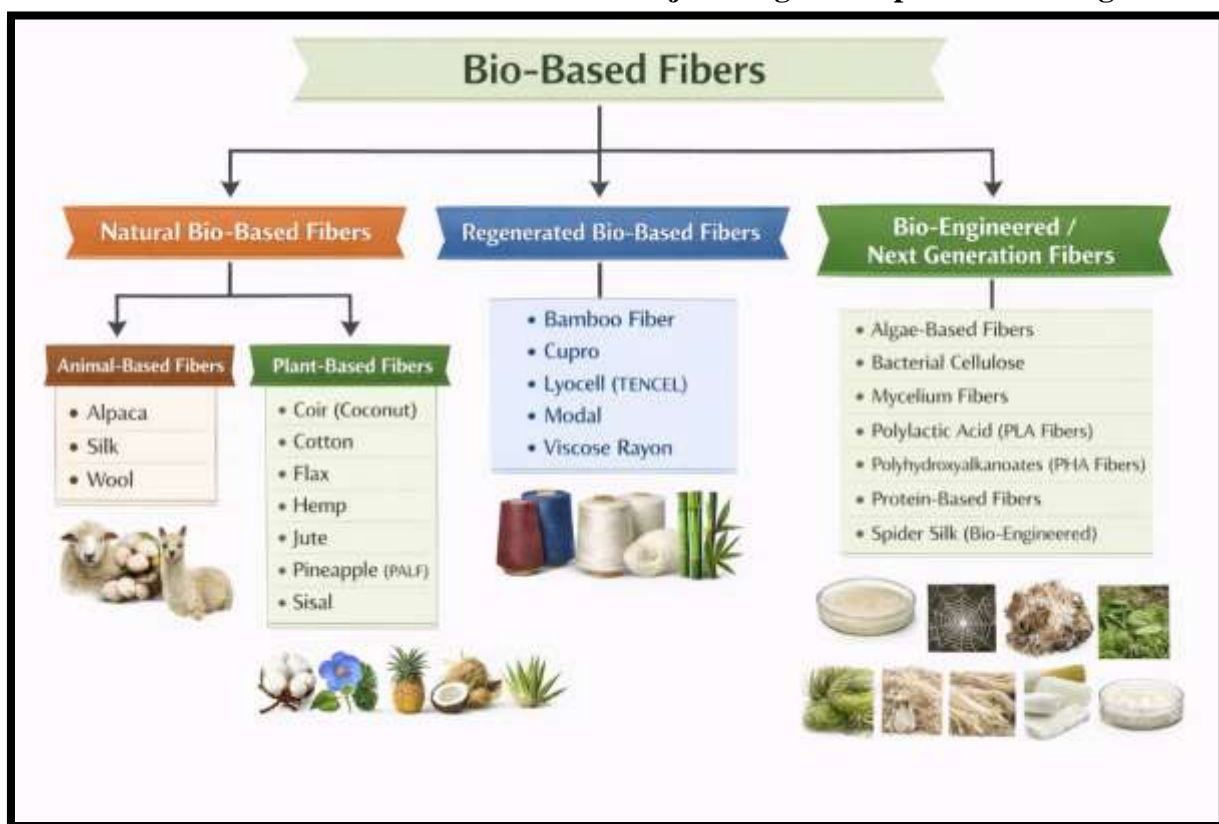 Bio-Based Fibers
Natural Bio-Based Fibers
Animal-Based Fibers
• Alpaca
• Silk
• Wool
Plant-Based Fibers
• Coir (Coconut)
• Cotton
• Flax
• Hemp
• Jute
• Pineapple (PALF)
• Sisal
Regenerated Bio-Based Fibers
• Bamboo Fiber
• Cupro
• Lyocell (TENCEL)
• Modal
• Viscose Rayon
Bio-Engineered /
Next Generation Fibers
• Algae-Based Fibers
• Bacterial Cellulose
• Mycelium Fibers
• Polylactic Acid (PLA Fibers)
• Polyhydroxyalkanoates (PHA Fibers)
• Protein-Based Fibers
• Spider Silk (Bio-Engineered)